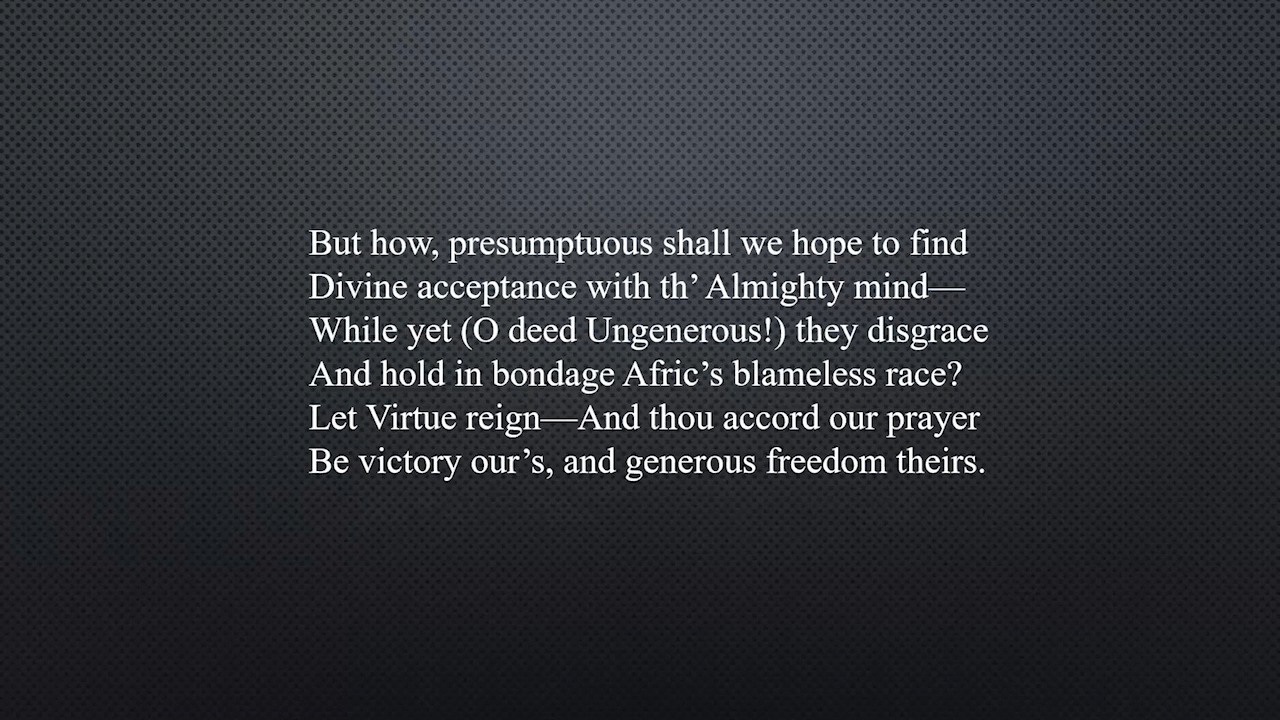 But how, presumptuous shall we hope to find
Divine acceptance with th’ Almighty mind—
While yet (O deed Ungenerous!) they disgrace
And hold in bondage Afric’s blameless race?
Let Virtue reign—And thou accord our prayer
Be victory our’s, and generous freedom theirs.